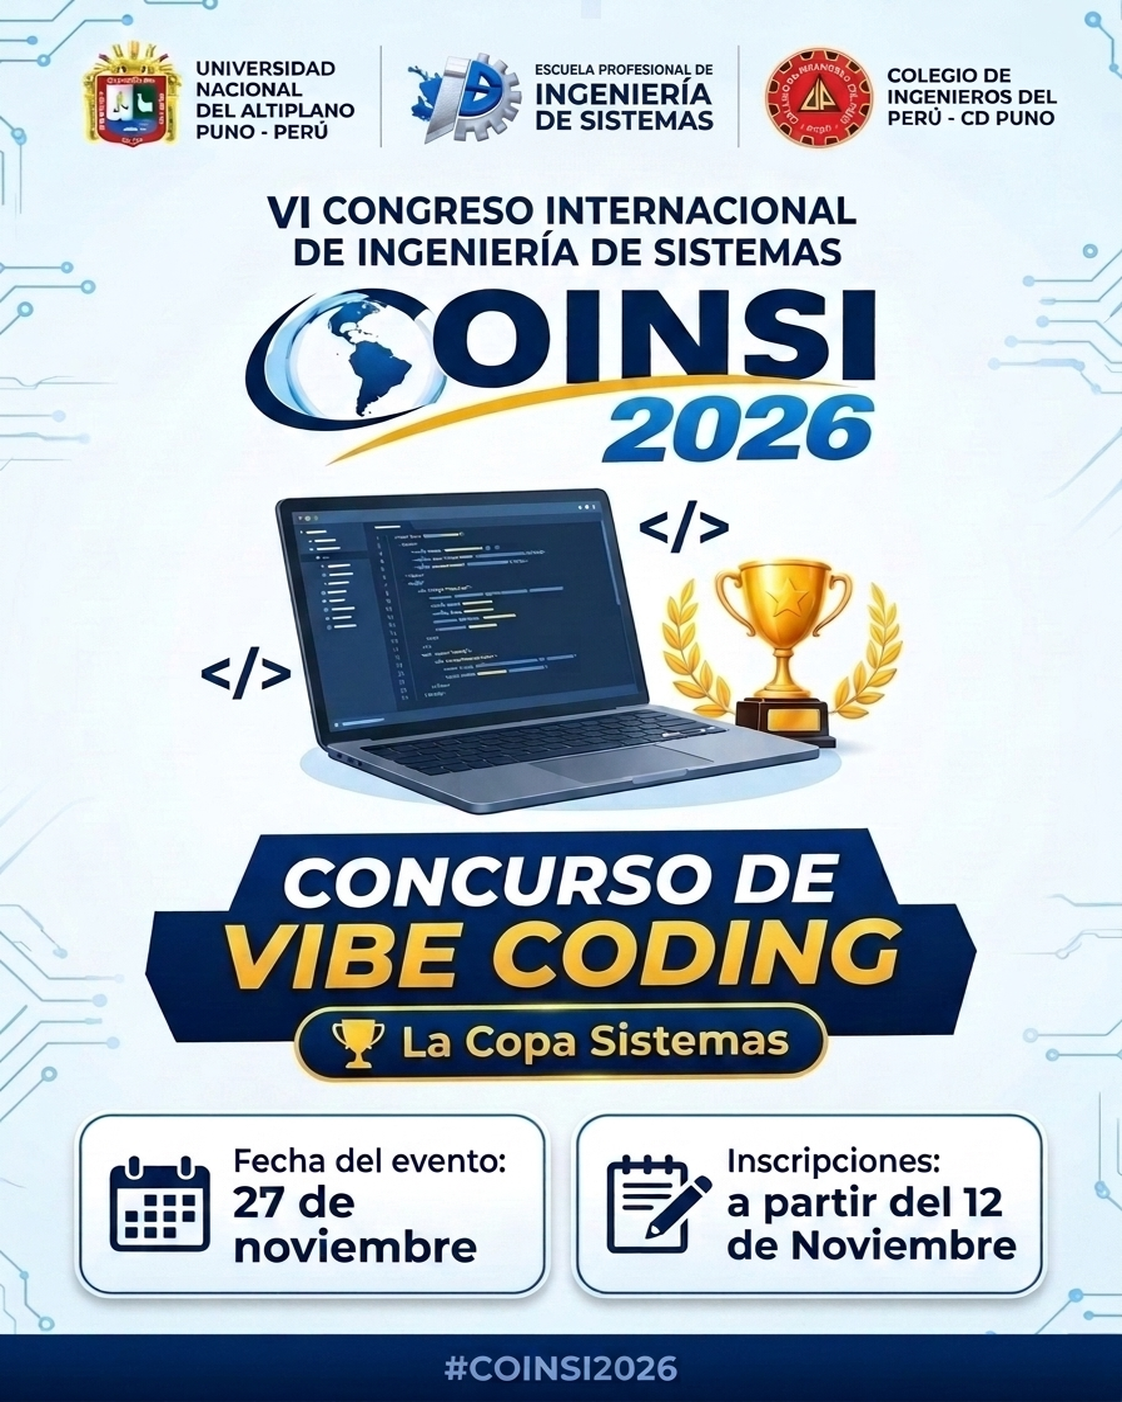 UNIVERSIDAD
NACIONAL
DEL ALTIPLANO
PUNO - PERÚ
ESCUELA PROFESIONAL DE
INGENIERÍA
DE SISTEMAS
COLEGIO DE
INGENIEROS DEL
PERÚ - CD PUNO
VI CONGRESO INTERNACIONAL
DE INGENIERÍA DE SISTEMAS
COINSI
2026
</>
</>
CONCURSO DE
VIBE CODING
La Copa Sistemas
Fecha del evento:
27 de
noviembre
Inscripciones:
a partir del 12
de Noviembre
#COINSI2026